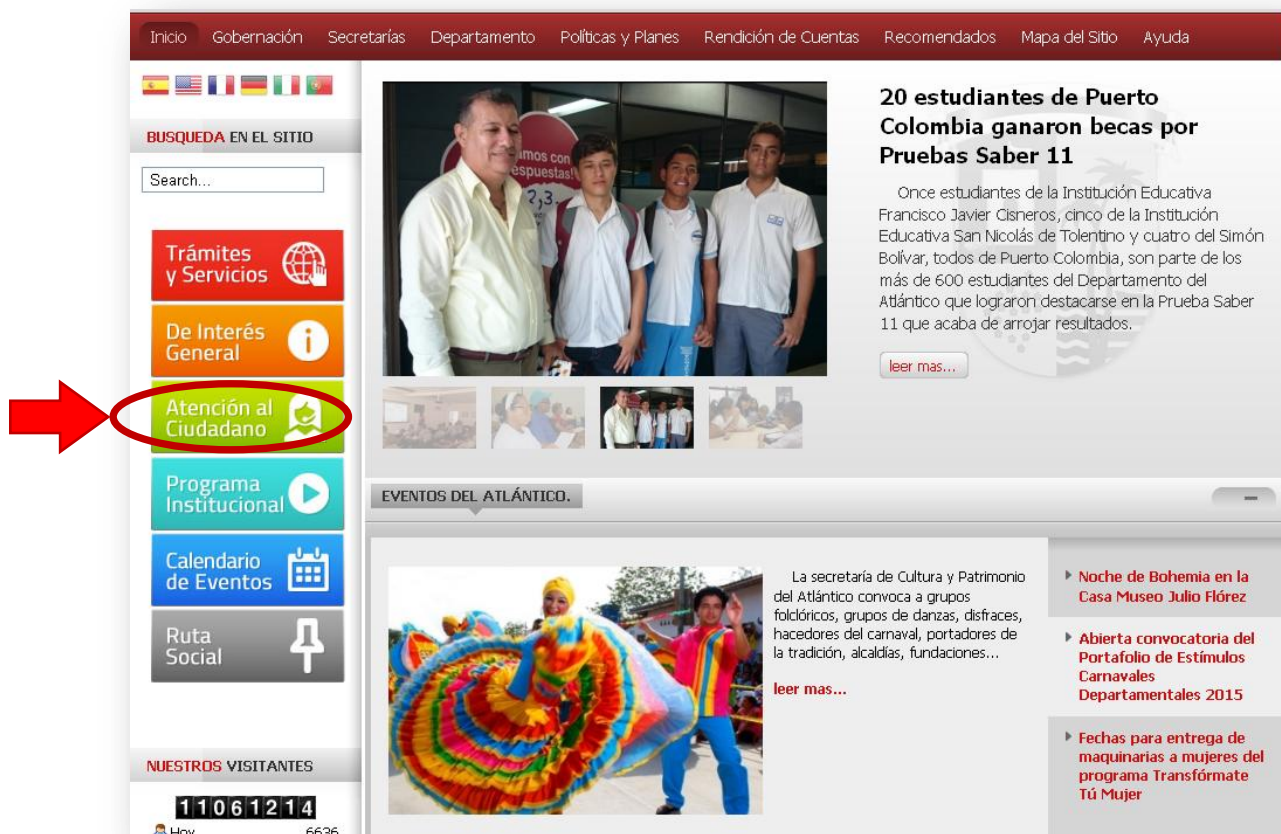 Inicio Gobernación Secretarías Departamento Políticas y Planes Rendición de Cuentas Recomendados Mapa del Sitio Ayuda
BUSQUEDA EN EL SITIO
Search...
Trámites
y Servicios
De Interés
General
Atención al
Ciudadano
Programa
Institucional
Calendario
de Eventos
Ruta
Social
NUESTROS VISITANTES
11061214
Hoy 6636
20 estudiantes de Puerto
Colombia ganaron becas por
Pruebas Saber 11
Once estudiantes de la Institución Educativa
Francisco Javier Cisneros, cinco de la Institución
Educativa San Nicolás de Tolentino y cuatro del Simón
Bolívar, todos de Puerto Colombia, son parte de los
más de 600 estudiantes del Departamento del
Atlántico que lograron destacarse en la Prueba Saber
11 que acaba de arrojar resultados.
leer mas...
EVENTOS DEL ATLÁNTICO.
La secretaría de Cultura y Patrimonio
del Atlántico convoca a grupos
folclóricos, grupos de danzas, disfraces,
hacedores del carnaval, portadores de
la tradición, alcaldías, fundaciones...
leer mas...
Noche de Bohemia en la
Casa Museo Julio Flórez
Abierta convocatoria del
Portafolio de Estímulos
Carnavales
Departamentales 2015
Fechas para entrega de
maquinarias a mujeres del
programa Transfórmate
Tú Mujer